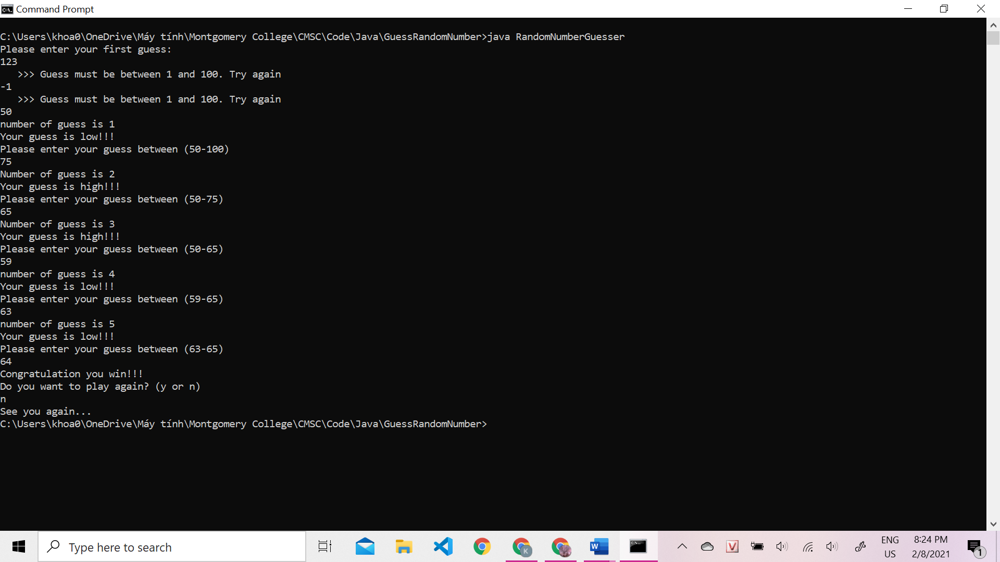 Command Prompt
C:\Users\khoa0\OneDrive\Máy tính\Montgomery College\CMSC\Code\Java\GuessRandomNumber>java RandomNumberGuesser
Please enter your first guess:
123
   >>> Guess must be between 1 and 100. Try again
-1
   >>> Guess must be between 1 and 100. Try again
50
number of guess is 1
Your guess is low!!!
Please enter your guess between (50-100)
75
Number of guess is 2
Your guess is high!!!
Please enter your guess between (50-75)
65
Number of guess is 3
Your guess is high!!!
Please enter your guess between (50-65)
59
number of guess is 4
Your guess is low!!!
Please enter your guess between (59-65)
63
number of guess is 5
Your guess is low!!!
Please enter your guess between (63-65)
64
Congratulation you win!!!
Do you want to play again? (y or n)
n
See you again...
C:\Users\khoa0\OneDrive\Máy tính\Montgomery College\CMSC\Code\Java\GuessRandomNumber>
Type here to search
K
W
V
ENG
US
8:24 PM
2/8/2021
1